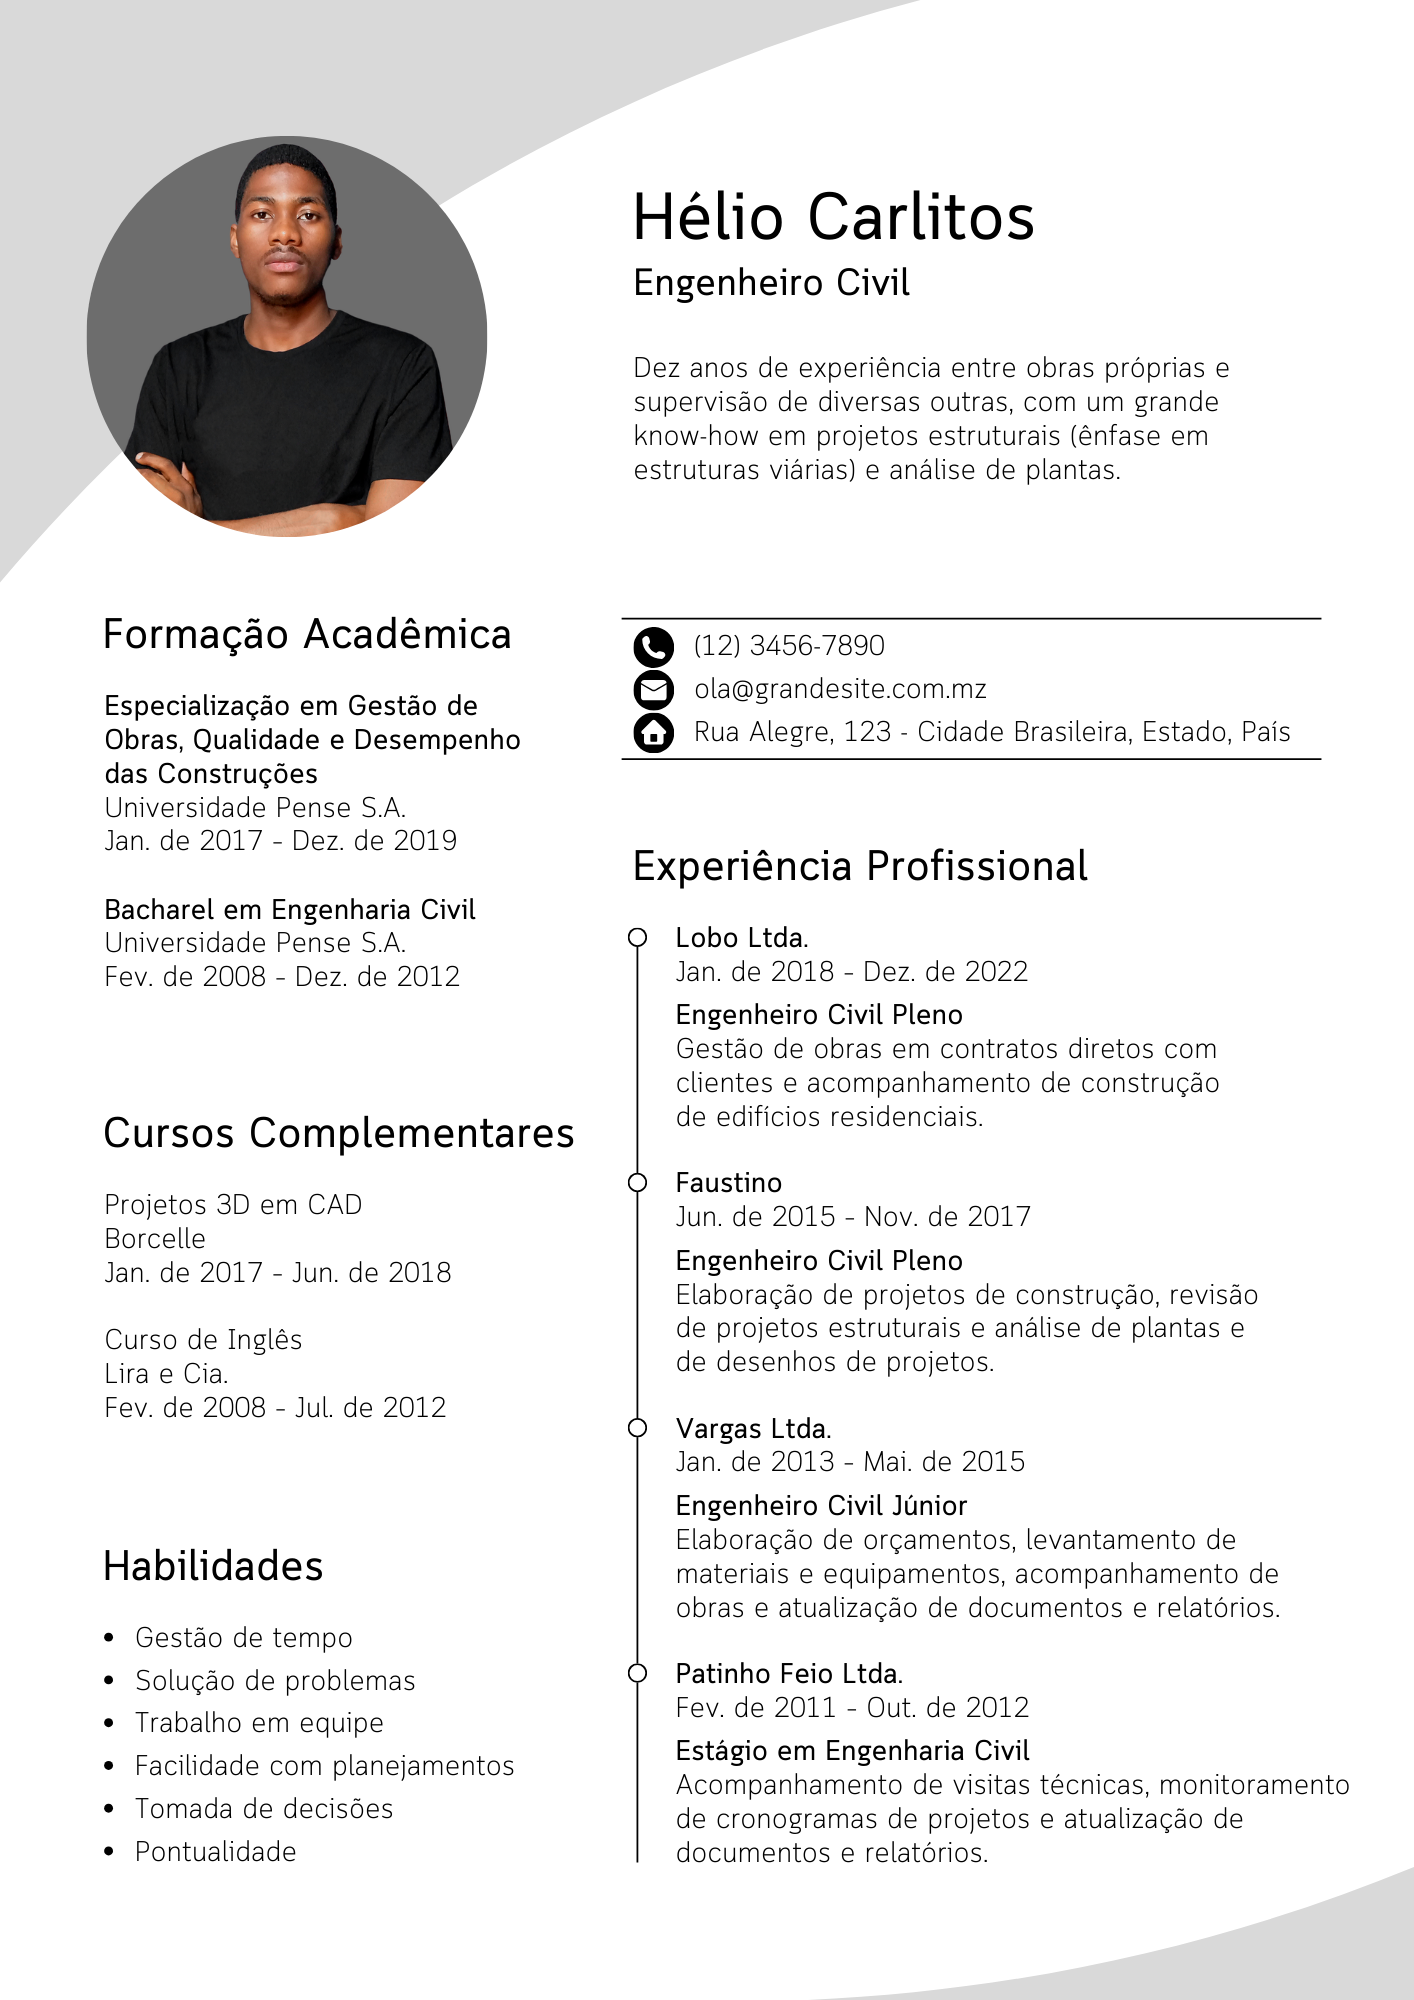 Hélio Carlitos
Engenheiro Civil
Dez anos de experiência entre obras próprias e
supervisão de diversas outras, com um grande
know-how em projetos estruturais (ênfase em
estruturas viárias) e análise de plantas.
(12) 3456-7890
ola@grandesite.com.mz
Rua Alegre, 123 - Cidade Brasileira, Estado, País
Formação Acadêmica
Especialização em Gestão de
Obras, Qualidade e Desempenho
das Construções
Universidade Pense S.A.
Jan. de 2017 - Dez. de 2019
Bacharel em Engenharia Civil
Universidade Pense S.A.
Fev. de 2008 - Dez. de 2012
Cursos Complementares
Projetos 3D em CAD
Borcelle
Jan. de 2017 - Jun. de 2018
Curso de Inglês
Lira e Cia.
Fev. de 2008 - Jul. de 2012
Habilidades
• Gestão de tempo
• Solução de problemas
• Trabalho em equipe
• Facilidade com planejamentos
• Tomada de decisões
• Pontualidade
Experiência Profissional
Lobo Ltda.
Jan. de 2018 - Dez. de 2022
Engenheiro Civil Pleno
Gestão de obras em contratos diretos com
clientes e acompanhamento de construção
de edifícios residenciais.
Faustino
Jun. de 2015 - Nov. de 2017
Engenheiro Civil Pleno
Elaboração de projetos de construção, revisão
de projetos estruturais e análise de plantas e
de desenhos de projetos.
Vargas Ltda.
Jan. de 2013 - Mai. de 2015
Engenheiro Civil Júnior
Elaboração de orçamentos, levantamento de
materiais e equipamentos, acompanhamento de
obras e atualização de documentos e relatórios.
Patinho Feio Ltda.
Fev. de 2011 - Out. de 2012
Estágio em Engenharia Civil
Acompanhamento de visitas técnicas, monitoramento
de cronogramas de projetos e atualização de
documentos e relatórios.